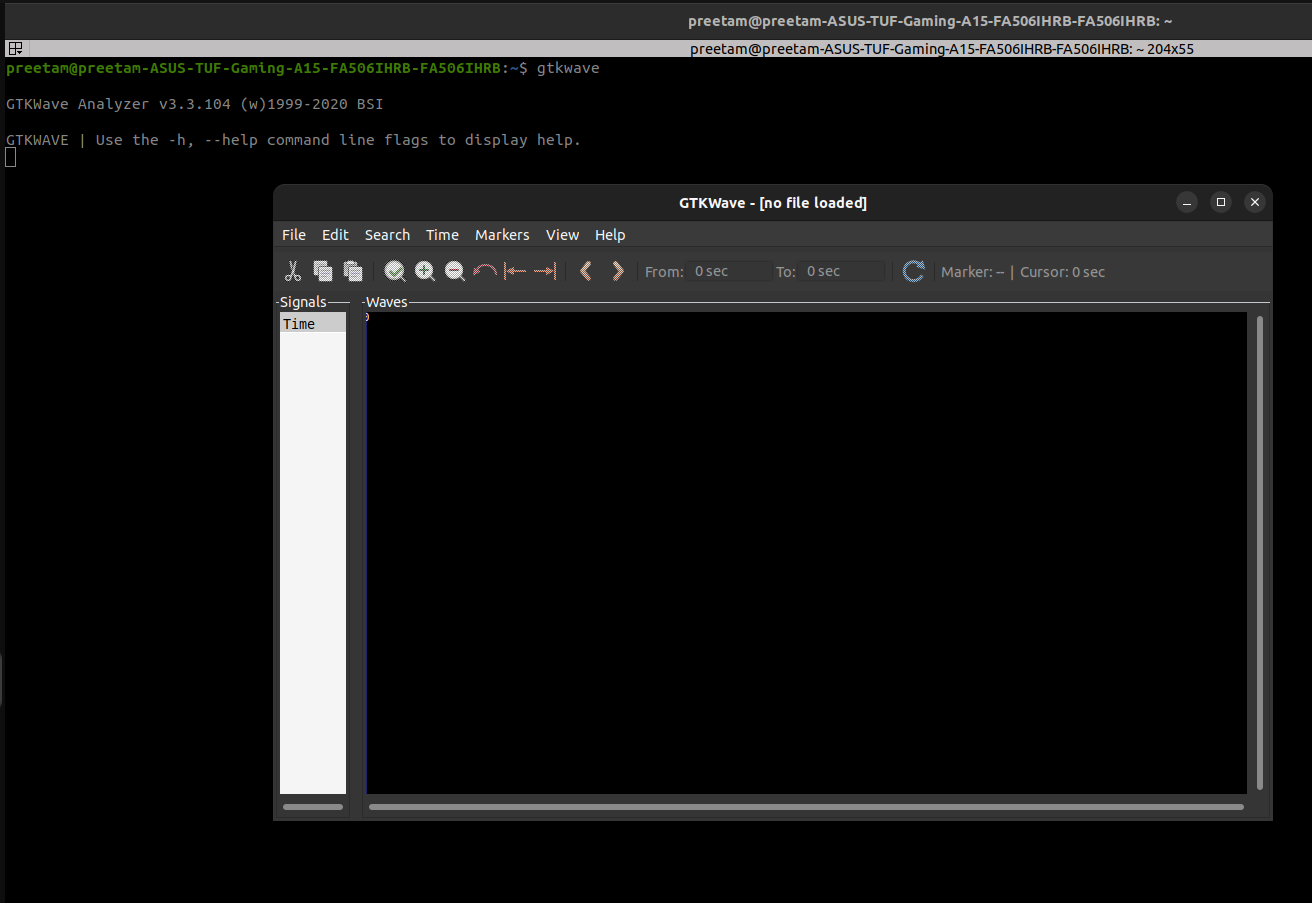 preetam@preetam-ASUS-TUF-Gaming-A15-FA506IHRB-FA506IHRB: ~
preetam@preetam-ASUS-TUF-Gaming-A15-FA506IHRB-FA506IHRB: ~ 204x55
preetam@preetam-ASUS-TUF-Gaming-A15-FA506IHRB-FA506IHRB:~$ gtkwave
GTKWave Analyzer v3.3.104 (w)1999-2020 BSI
GTKWAVE | Use the -h, --help command line flags to display help.
GTKWave - [no file loaded]
File Edit Search Time Markers View Help
From: 0 sec To: 0 sec Marker: -- | Cursor: 0 sec
Signals Waves
Time 0